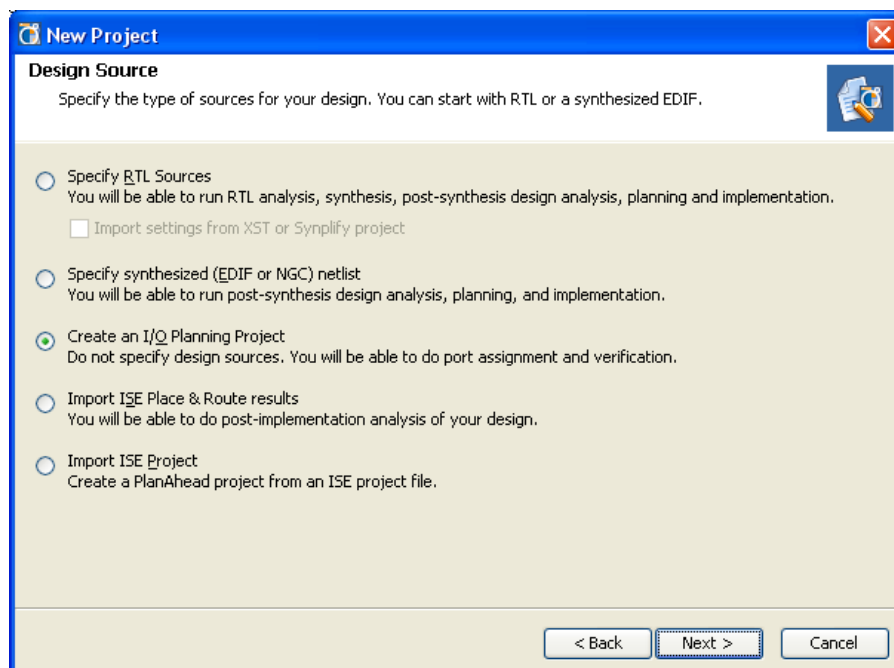 New Project
Design Source
Specify the type of sources for your design. You can start with RTL or a synthesized EDIF.
Specify RTL Sources
You will be able to run RTL analysis, synthesis, post-synthesis design analysis, planning and implementation.
Import settings from XST or Synplify project
Specify synthesized (EDIF or NGC) netlist
You will be able to run post-synthesis design analysis, planning, and implementation.
Create an I/O Planning Project
Do not specify design sources. You will be able to do port assignment and verification.
Import ISE Place & Route results
You will be able to do post-implementation analysis of your design.
Import ISE Project
Create a PlanAhead project from an ISE project file.
< Back Next > Cancel